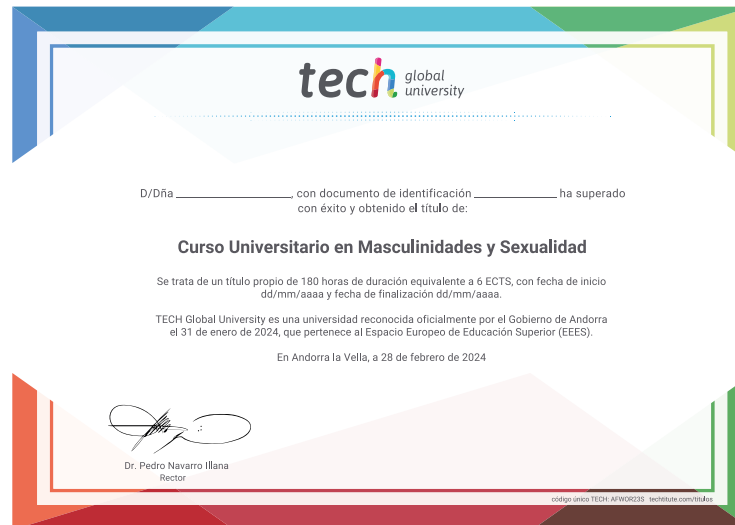 tech global university
D/Dña ____________________, con documento de identificación ______________ ha superado
con éxito y obtenido el título de:
Curso Universitario en Masculinidades y Sexualidad
Se trata de un título propio de 180 horas de duración equivalente a 6 ECTS, con fecha de inicio
dd/mm/aaaa y fecha de finalización dd/mm/aaaa.
TECH Global University es una universidad reconocida oficialmente por el Gobierno de Andorra
el 31 de enero de 2024, que pertenece al Espacio Europeo de Educación Superior (EEES).
En Andorra la Vella, a 28 de febrero de 2024
Dr. Pedro Navarro Illana
Rector
código único TECH: AFWOR23S techtitute.com/titulos